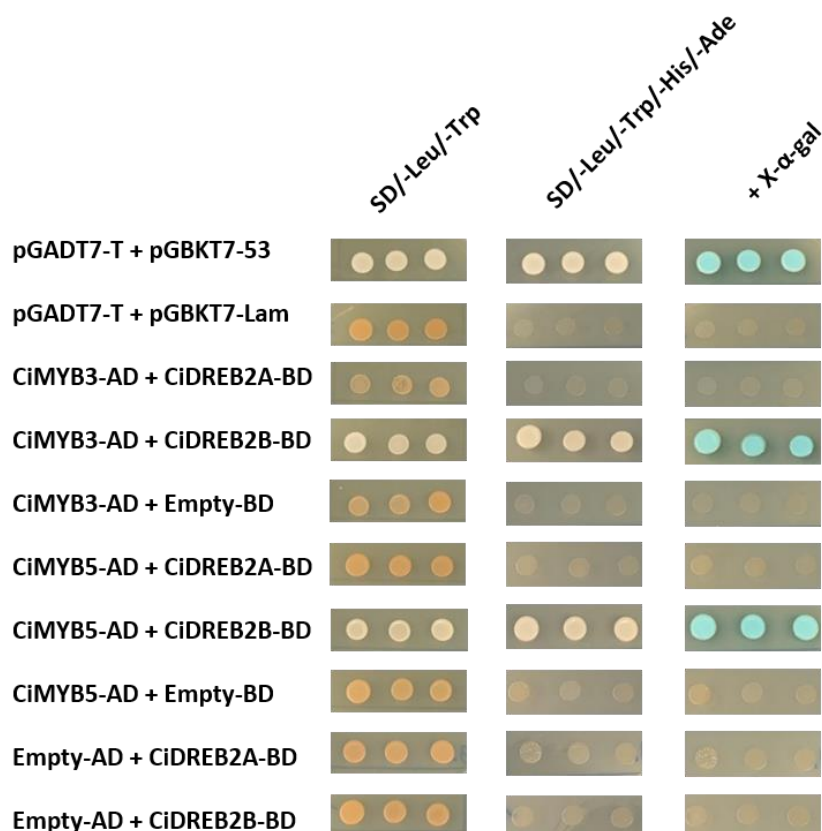 SD/-Leu/-Trp
SD/-Leu/-Trp/-His/-Ade
+ X-α-gal
pGADT7-T + pGBKT7-53
pGADT7-T + pGBKT7-Lam
CiMYB3-AD + CiDREB2A-BD
CiMYB3-AD + CiDREB2B-BD
CiMYB3-AD + Empty-BD
CiMYB5-AD + CiDREB2A-BD
CiMYB5-AD + CiDREB2B-BD
CiMYB5-AD + Empty-BD
Empty-AD + CiDREB2A-BD
Empty-AD + CiDREB2B-BD